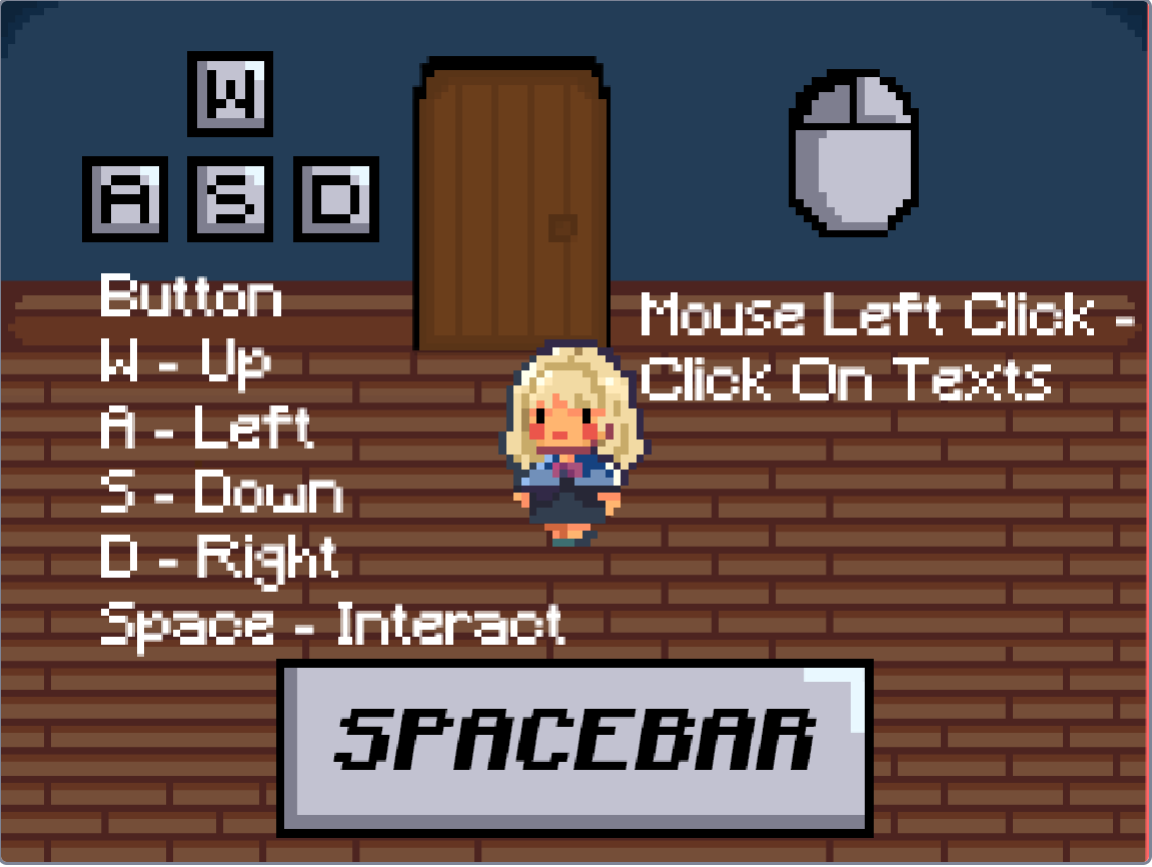 W
A S D
Button
W - Up
A - Left
S - Down
D - Right
Space - Interact
Mouse Left Click -
Click On Texts
SPACEBAR